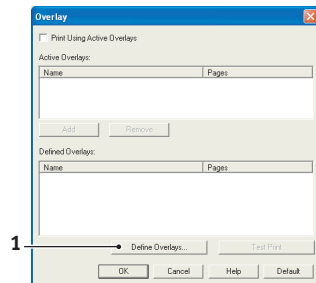 Overlay
Print Using Active Overlays
Active Overlays:
Name Pages
Add Remove
Defined Overlays:
Name Pages
1 Define Overlays... Test Print
OK Cancel Help Default